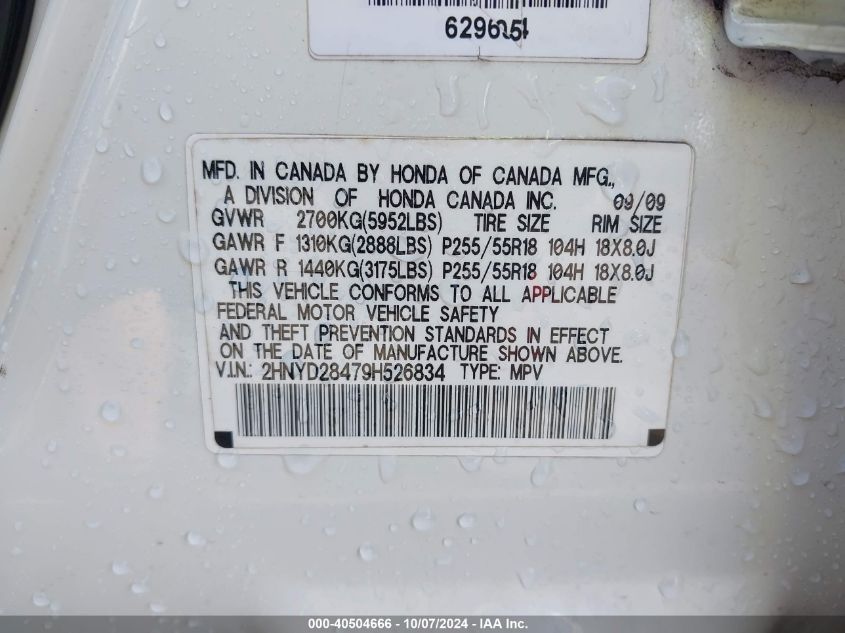 MFD. IN CANADA BY HONDA OF CANADA MFG.,
A DIVISION OF HONDA CANADA INC. 09/09
GVWR 2700KG(5952LBS) TIRE SIZE RIM SIZE
GAWR F 1310KG(2888LBS) P255/55R18 104H 18X8.0J
GAWR R 1440KG(3175LBS) P255/55R18 104H 18X8.0J
THIS VEHICLE CONFORMS TO ALL APPLICABLE
FEDERAL MOTOR VEHICLE SAFETY
AND THEFT PREVENTION STANDARDS IN EFFECT
ON THE DATE OF MANUFACTURE SHOWN ABOVE.
V.I.N.: 2HNYD28479H526834 TYPE: MPV
000-40504666 - 10/07/2024 - IAA Inc.